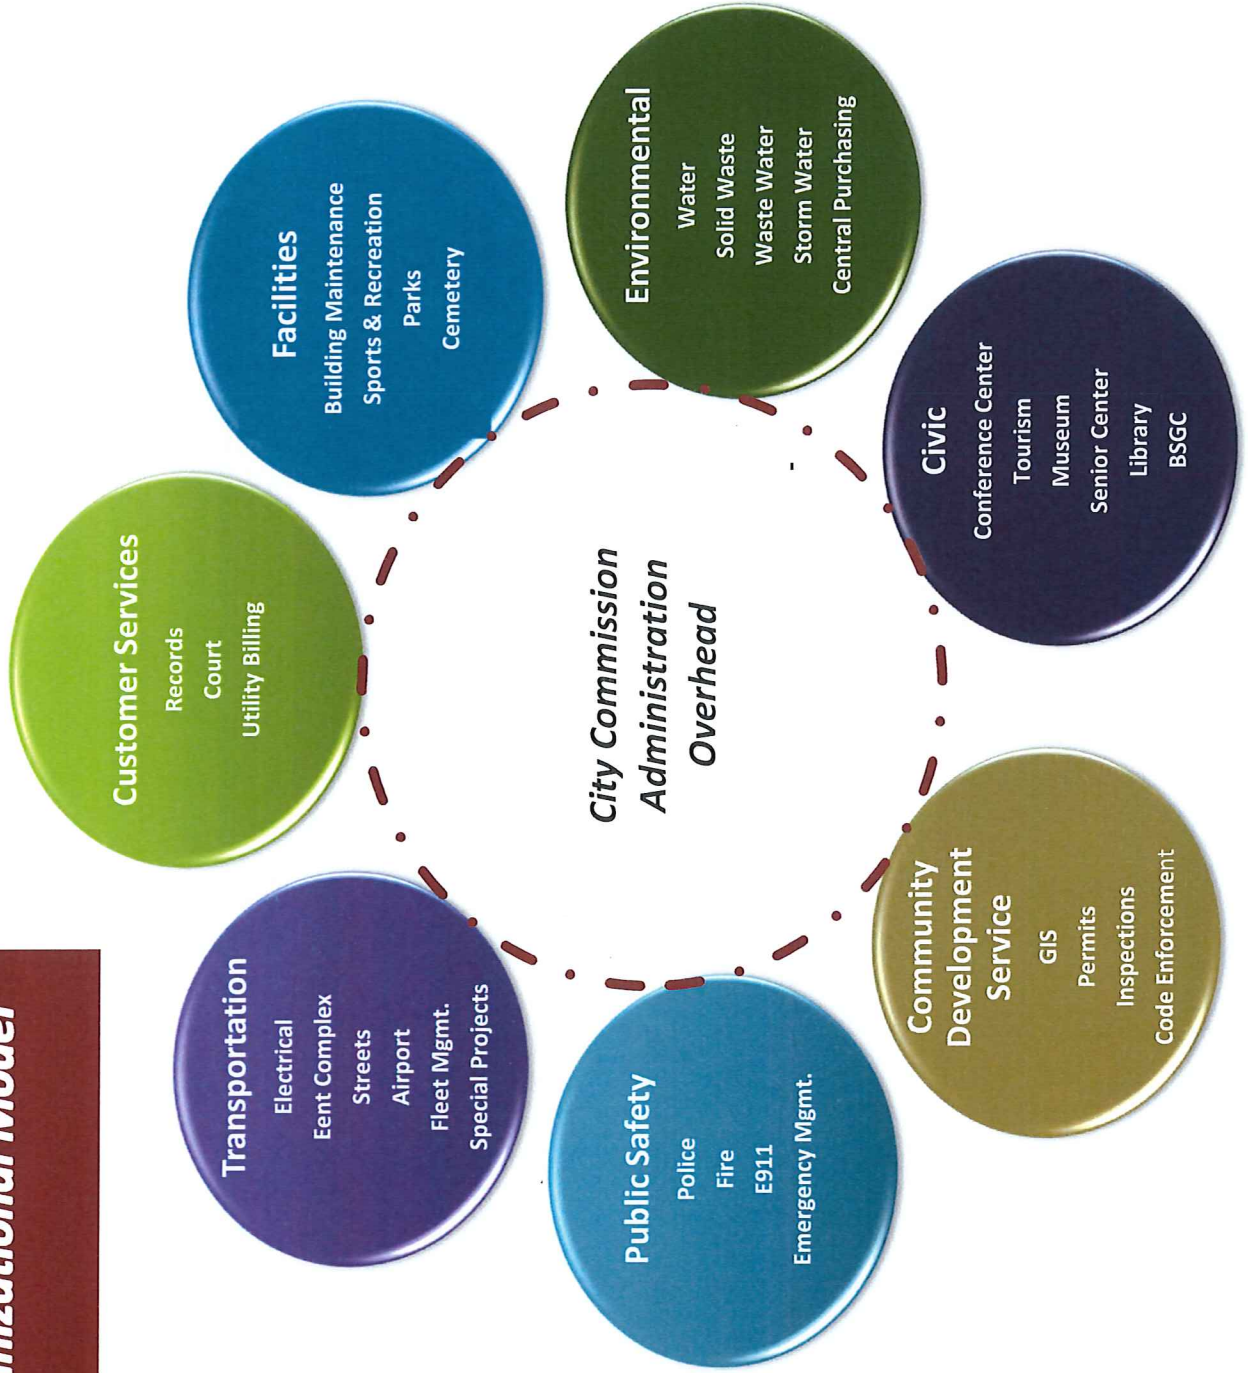 nizational Model
Customer Services
Records
Court
Utility Billing
Transportation
Electrical
Eent Complex
Streets
Airport
Fleet Mgmt.
Special Projects
Facilities
Building Maintenance
Sports & Recreation
Parks
Cemetery
City Commission
Administration
Overhead
Public Safety
Police
Fire
E911
Emergency Mgmt.
Environmental
Water
Solid Waste
Waste Water
Storm Water
Central Purchasing
Community
Development
Service
GIS
Permits
Inspections
Code Enforcement
Civic
Conference Center
Tourism
Museum
Senior Center
Library
BSGC